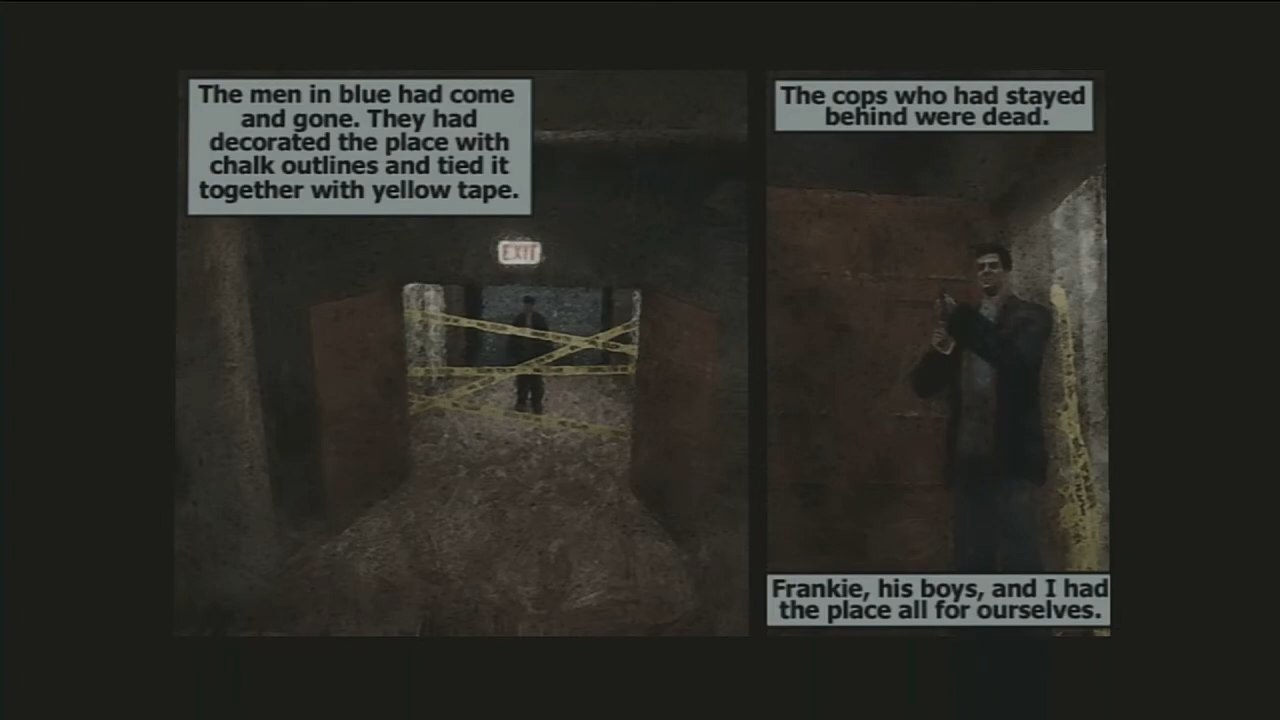 The men in blue had come
and gone. They had
decorated the place with
chalk outlines and tied it
together with yellow tape.
EXIT
The cops who had stayed
behind were dead.
Frankie, his boys, and I had
the place all for ourselves.